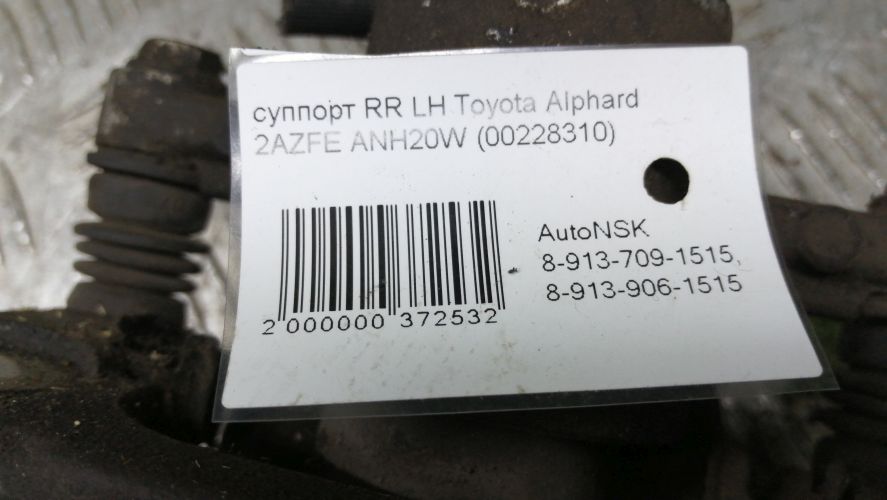 суппорт RR LH Toyota Alphard
2AZFE ANH20W (00228310)
AutoNSK
8-913-709-1515,
8-913-906-1515
2 000000 372532